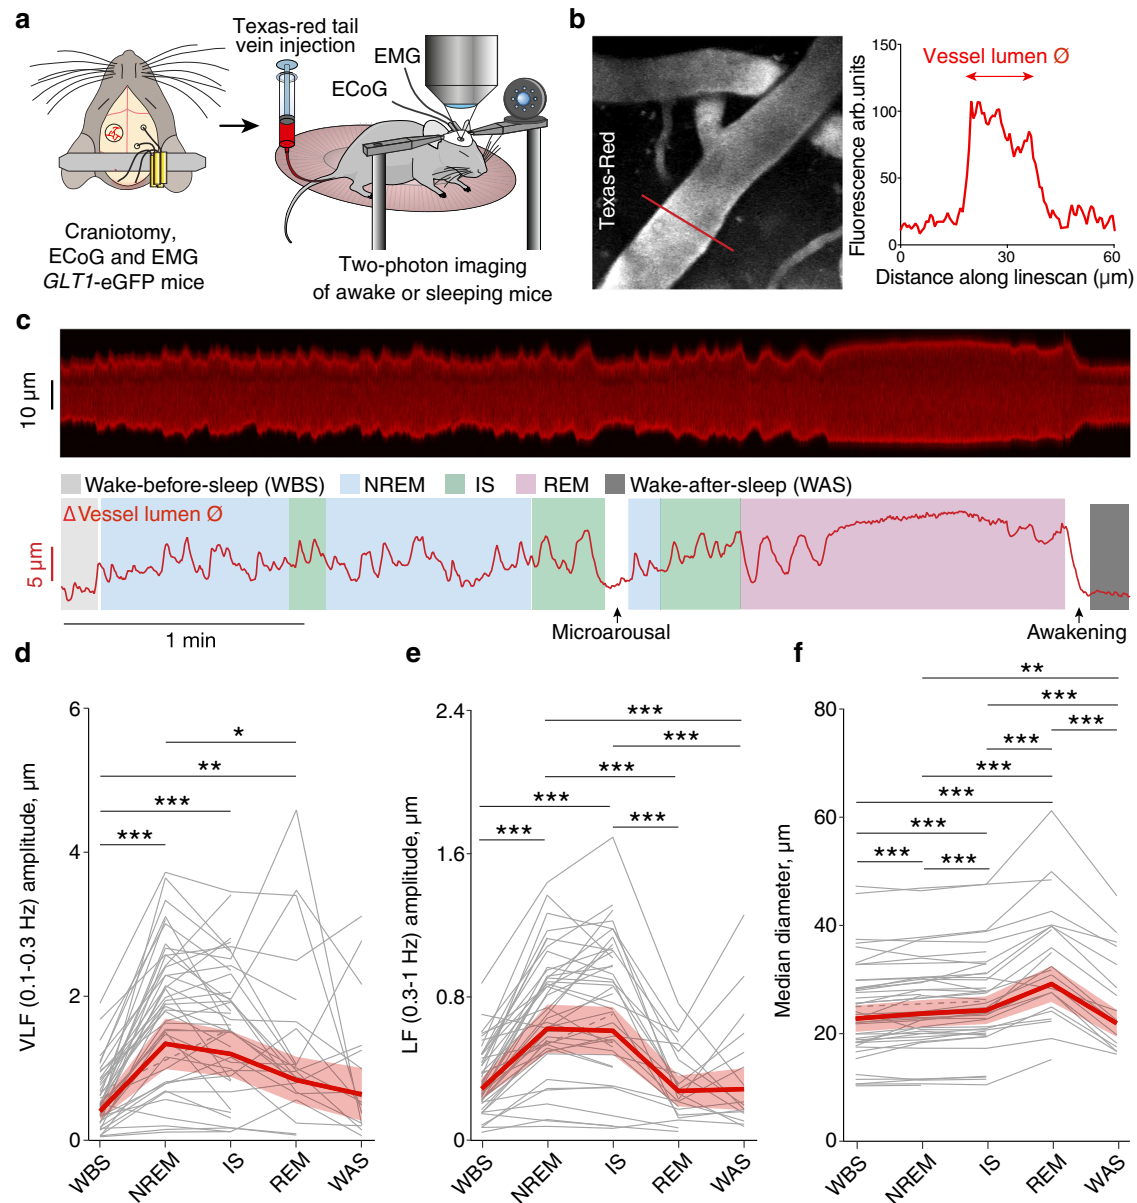 a
Texas-red tail
vein injection
EMG
ECoG
Craniotomy,
ECoG and EMG
GLT1-eGFP mice
Two-photon imaging
of awake or sleeping mice
b
Texas-Red
Fluorescence arb.units
150
100
50
0
Vessel lumen Ø
0 30 60
Distance along linescan (µm)
c
10 µm
Wake-before-sleep (WBS) NREM IS REM Wake-after-sleep (WAS)
Δ Vessel lumen Ø
5 µm
1 min
Microarousal
Awakening
d
VLF (0.1-0.3 Hz) amplitude, µm
6
4
2
0
*
**
***
***
WBS NREM IS REM WAS
e
LF (0.3-1 Hz) amplitude, µm
2.4
1.6
0.8
0
***
***
***
***
***
***
WBS NREM IS REM WAS
f
Median diameter, µm
80
60
40
20
0
**
***
***
***
***
***
***
***
***
WBS NREM IS REM WAS